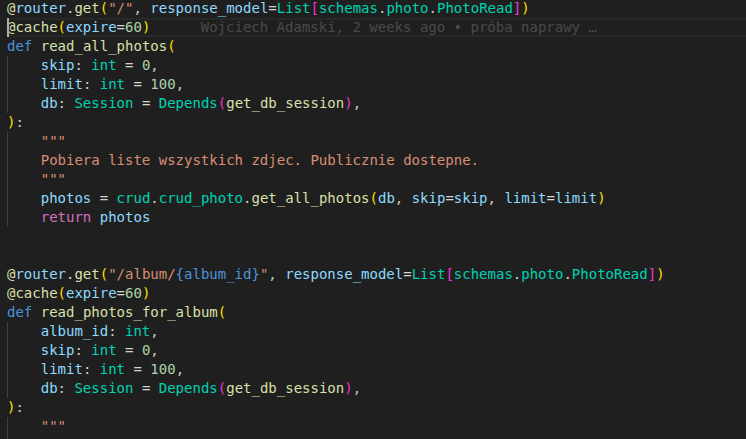 @router.get("/", response_model=List[schemas.photo.PhotoRead])
@cache(expire=60)      Wojciech Adamski, 2 weeks ago • próba naprawy …
def read_all_photos(
    skip: int = 0,
    limit: int = 100,
    db: Session = Depends(get_db_session),
):
    """
    Pobiera liste wszystkich zdjec. Publicznie dostepne.
    """
    photos = crud.crud_photo.get_all_photos(db, skip=skip, limit=limit)
    return photos
@router.get("/album/{album_id}", response_model=List[schemas.photo.PhotoRead])
@cache(expire=60)
def read_photos_for_album(
    album_id: int,
    skip: int = 0,
    limit: int = 100,
    db: Session = Depends(get_db_session),
):
    """